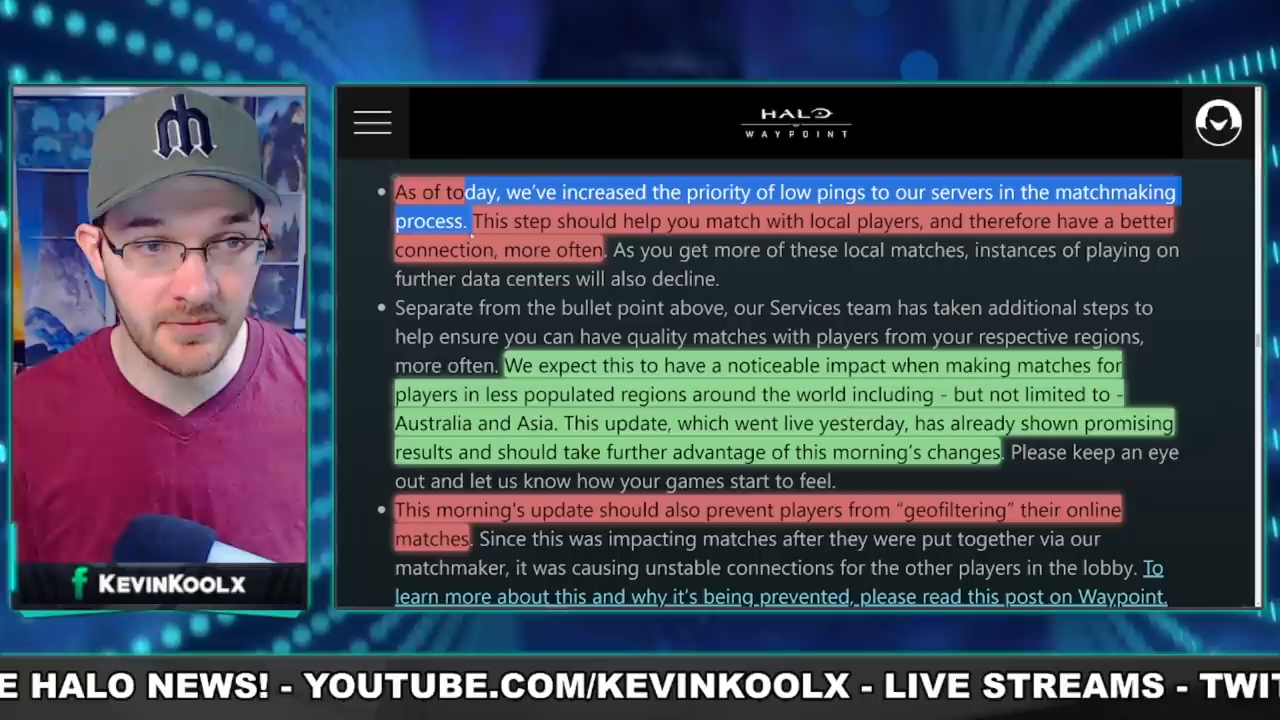 HALO
WAYPOINT
As of today, we've increased the priority of low pings to our servers in the matchmaking
process. This step should help you match with local players, and therefore have a better
connection, more often. As you get more of these local matches, instances of playing on
further data centers will also decline.
Separate from the bullet point above, our Services team has taken additional steps to
help ensure you can have quality matches with players from your respective regions,
more often. We expect this to have a noticeable impact when making matches for
players in less populated regions around the world including - but not limited to -
Australia and Asia. This update, which went live yesterday, has already shown promising
results and should take further advantage of this morning's changes. Please keep an eye
out and let us know how your games start to feel.
This morning's update should also prevent players from “geofiltering” their online
matches. Since this was impacting matches after they were put together via our
matchmaker, it was causing unstable connections for the other players in the lobby. To
learn more about this and why it's being prevented, please read this post on Waypoint.
f KEVINKOOLX
E HALO NEWS! - YOUTUBE.COM/KEVINKOOLX - LIVE STREAMS - TWIT